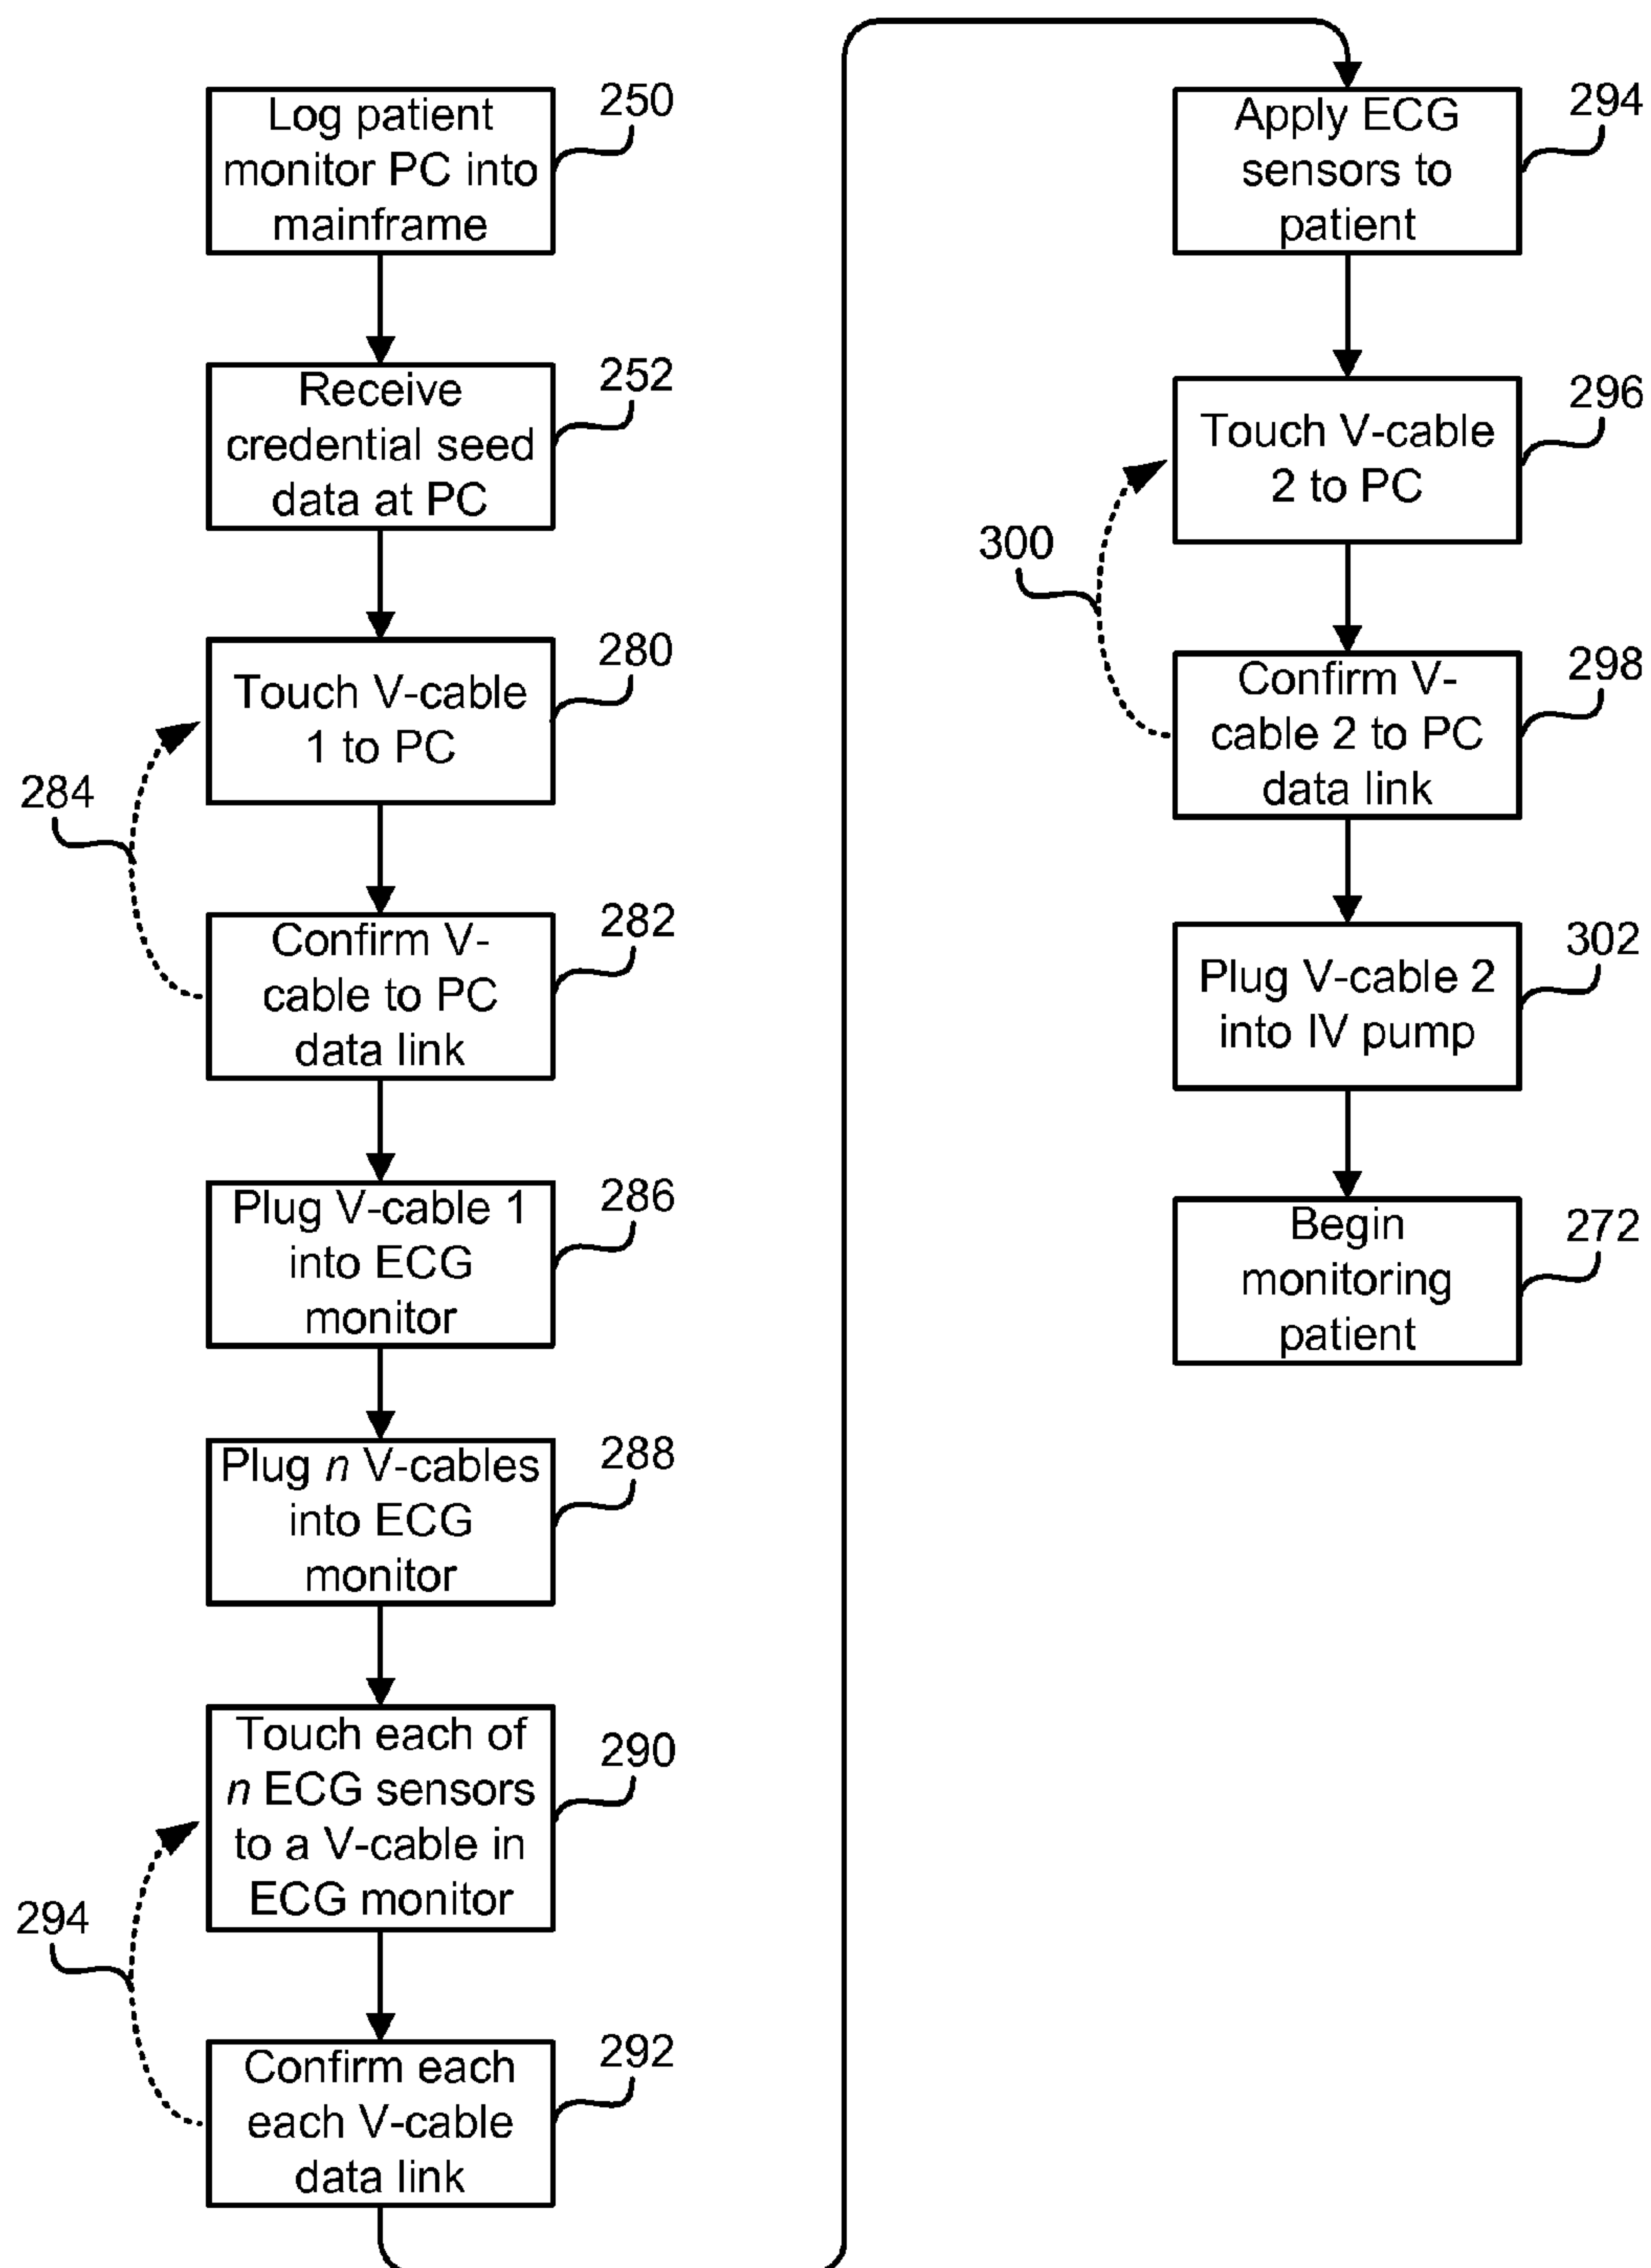 Log patient
monitor PC into
mainframe
250
Receive
credential seed
data at PC
252
Touch V-cable
1 to PC
280
284
Confirm V-
cable to PC
data link
282
Plug V-cable 1
into ECG
monitor
286
Plug n V-cables
into ECG
monitor
288
Touch each of
n ECG sensors
to a V-cable in
ECG monitor
290
294
Confirm each
each V-cable
data link
292
Apply ECG
sensors to
patient
294
Touch V-cable
2 to PC
296
300
Confirm V-
cable 2 to PC
data link
298
Plug V-cable 2
into IV pump
302
Begin
monitoring
patient
272